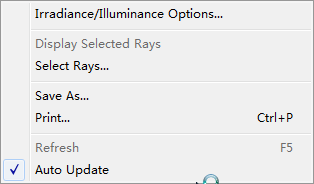 Irradiance/Illuminance Options...
Display Selected Rays
Select Rays...
Save As...
Print... Ctrl+P
Refresh F5
Auto Update